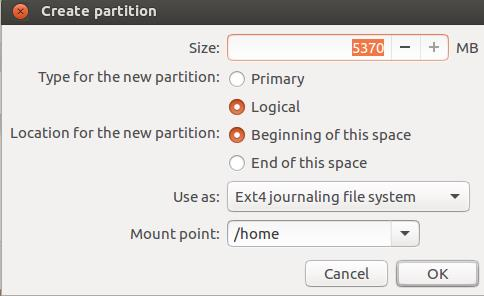 Create partition
Size: 5370 − + MB
Type for the new partition: Primary
Logical
Location for the new partition: Beginning of this space
End of this space
Use as: Ext4 journaling file system
Mount point: /home
Cancel OK